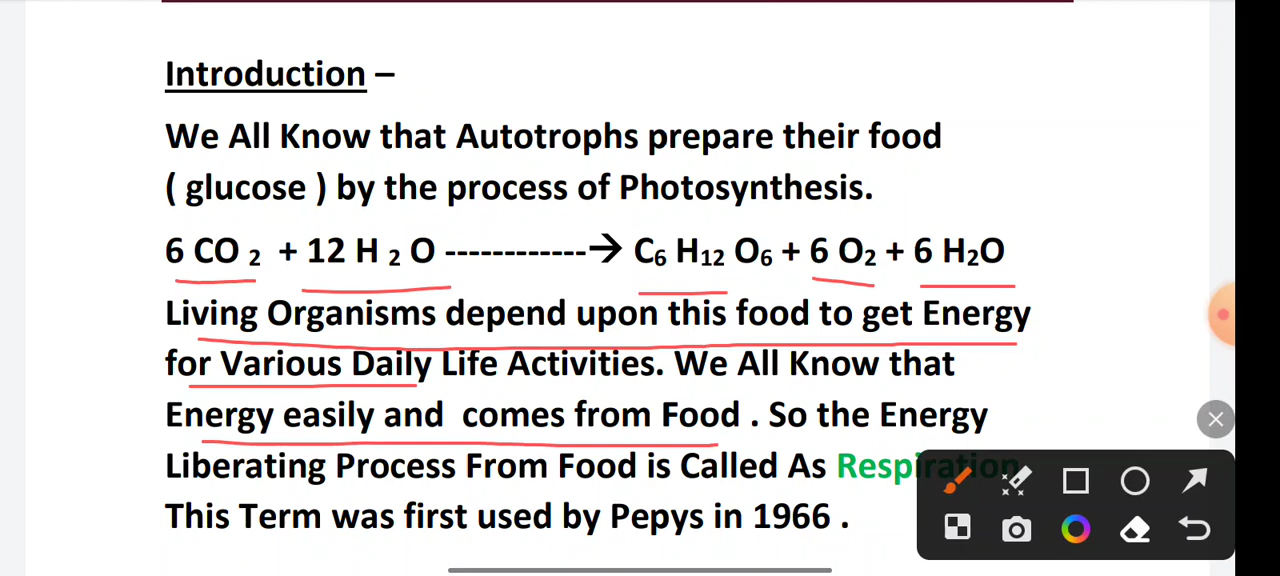 Introduction –
We All Know that Autotrophs prepare their food
( glucose ) by the process of Photosynthesis.
6 CO 2 + 12 H 2 O ------------→ C6 H12 O6 + 6 O2 + 6 H2O
Living Organisms depend upon this food to get Energy
for Various Daily Life Activities. We All Know that
Energy easily and comes from Food . So the Energy
Liberating Process From Food is Called As Respiration
This Term was first used by Pepys in 1966 .